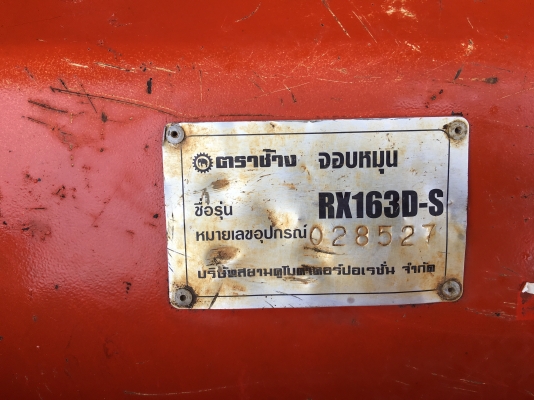 ตราช้าง จอบหมุน
ชื่อรุ่น RX163D-S
หมายเลขอุปกรณ์ 028527
บริษัทสยามคูโบต้าคอร์ปอเรชั่น จำกัด